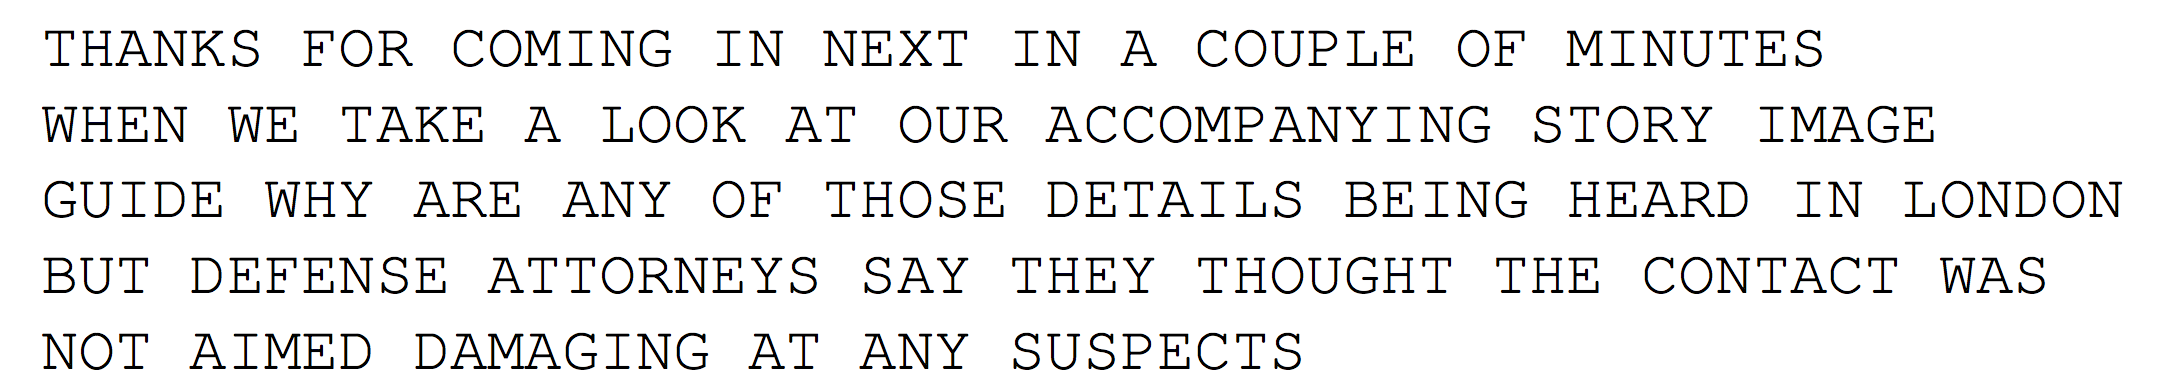 THANKS FOR COMING IN NEXT IN A COUPLE OF MINUTES
WHEN WE TAKE A LOOK AT OUR ACCOMPANYING STORY IMAGE
GUIDE WHY ARE ANY OF THOSE DETAILS BEING HEARD IN LONDON
BUT DEFENSE ATTORNEYS SAY THEY THOUGHT THE CONTACT WAS
NOT AIMED DAMAGING AT ANY SUSPECTS